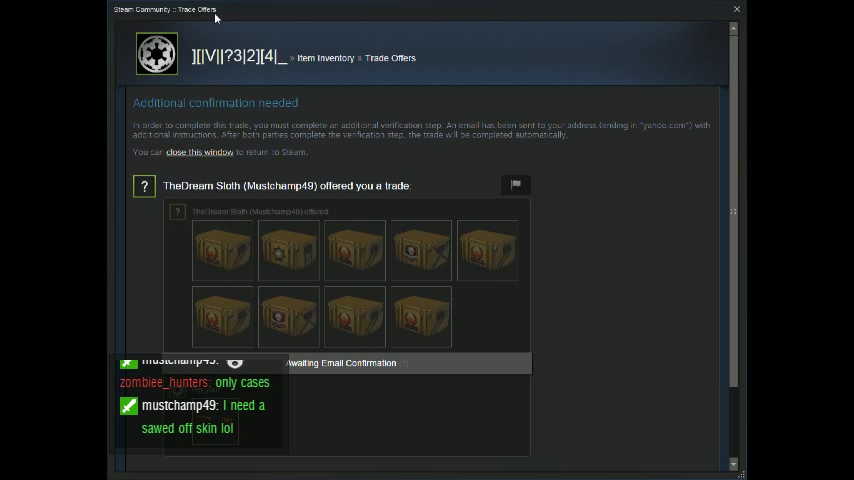 Steam Community :: Trade Offers
][|V||?3|2][4|_ » Item Inventory » Trade Offers
Additional confirmation needed
In order to complete this trade, you must complete an additional verification step. An email has been sent to your address (ending in "yahoo.com") with
additional instructions. After both parties complete the verification step, the trade will be completed automatically.
You can close this window to return to Steam.
? TheDream Sloth (Mustchamp49) offered you a trade:
? TheDream Sloth (Mustchamp49) offered:
Awaiting Email Confirmation (?)
zombiee_hunters: only cases
mustchamp49: I need a
sawed off skin lol